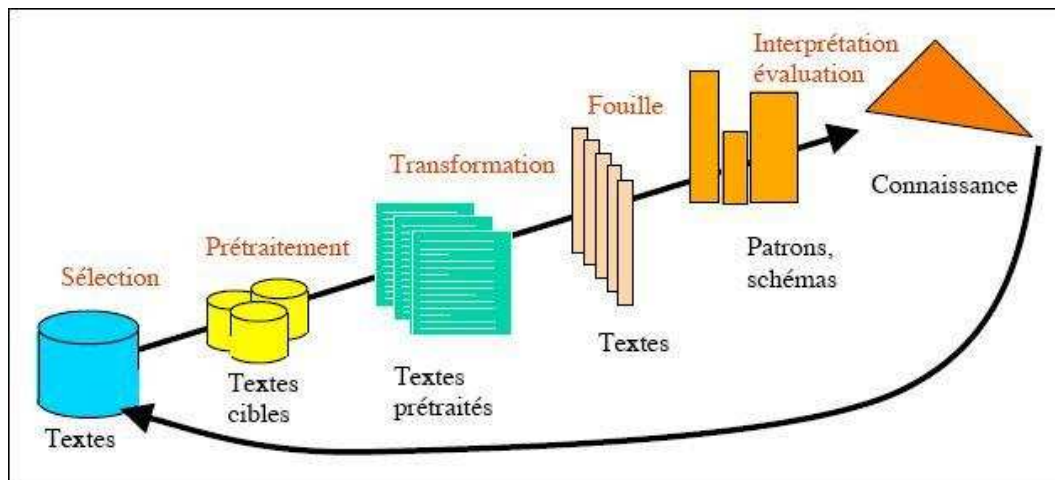 Sélection
Textes
Prétraitement
Textes
cibles
Transformation
Textes
prétraités
Fouille
Textes
Interprétation
évaluation
Patrons,
schémas
Connaissance